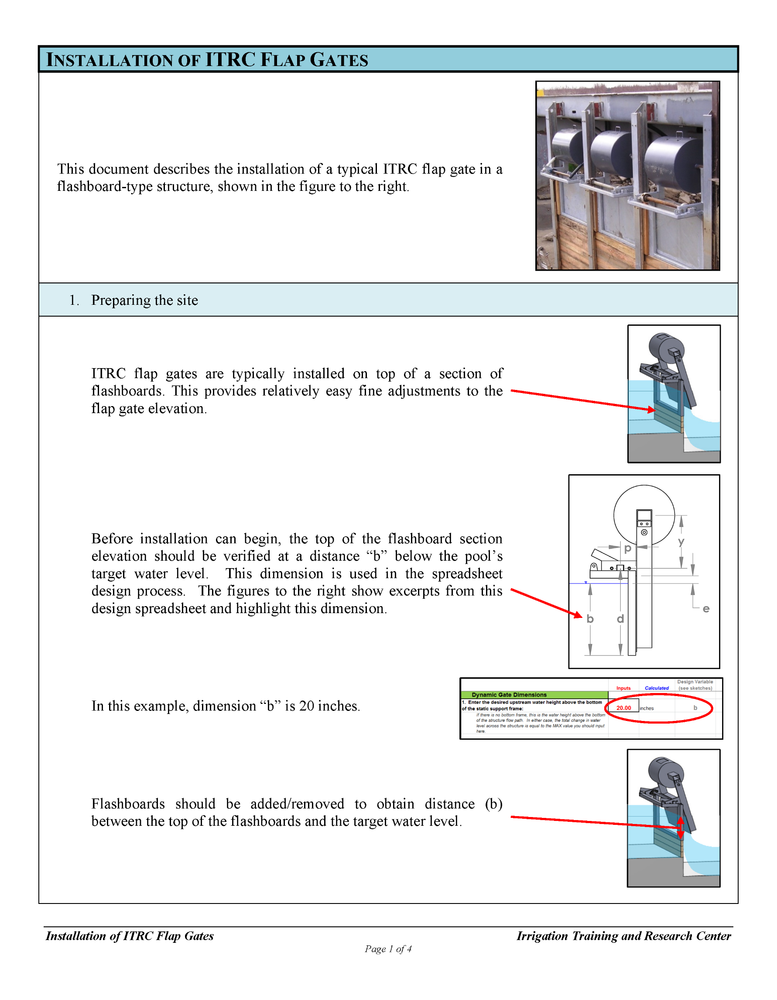 INSTALLATION OF ITRC FLAP GATES
This document describes the installation of a typical ITRC flap gate in a
flashboard-type structure, shown in the figure to the right.
1. Preparing the site
ITRC flap gates are typically installed on top of a section of
flashboards. This provides relatively easy fine adjustments to the
flap gate elevation.
Before installation can begin, the top of the flashboard section
elevation should be verified at a distance “b” below the pool’s
target water level. This dimension is used in the spreadsheet
design process. The figures to the right show excerpts from this
design spreadsheet and highlight this dimension.
p
y
e
b
d
In this example, dimension “b” is 20 inches.
Design Variable
Inputs Calculated (see sketches)
Dynamic Gate Dimensions
1. Enter the desired upstream water height above the bottom
of the static support frame:
20.00 inches b
If there is no bottom frame, this is the water height above the bottom
of the structure flow path. In either case, the total change in water
level across the structure is equal to the MAX value you should input
here.
Flashboards should be added/removed to obtain distance (b)
between the top of the flashboards and the target water level.
Installation of ITRC Flap Gates
Irrigation Training and Research Center
Page 1 of 4